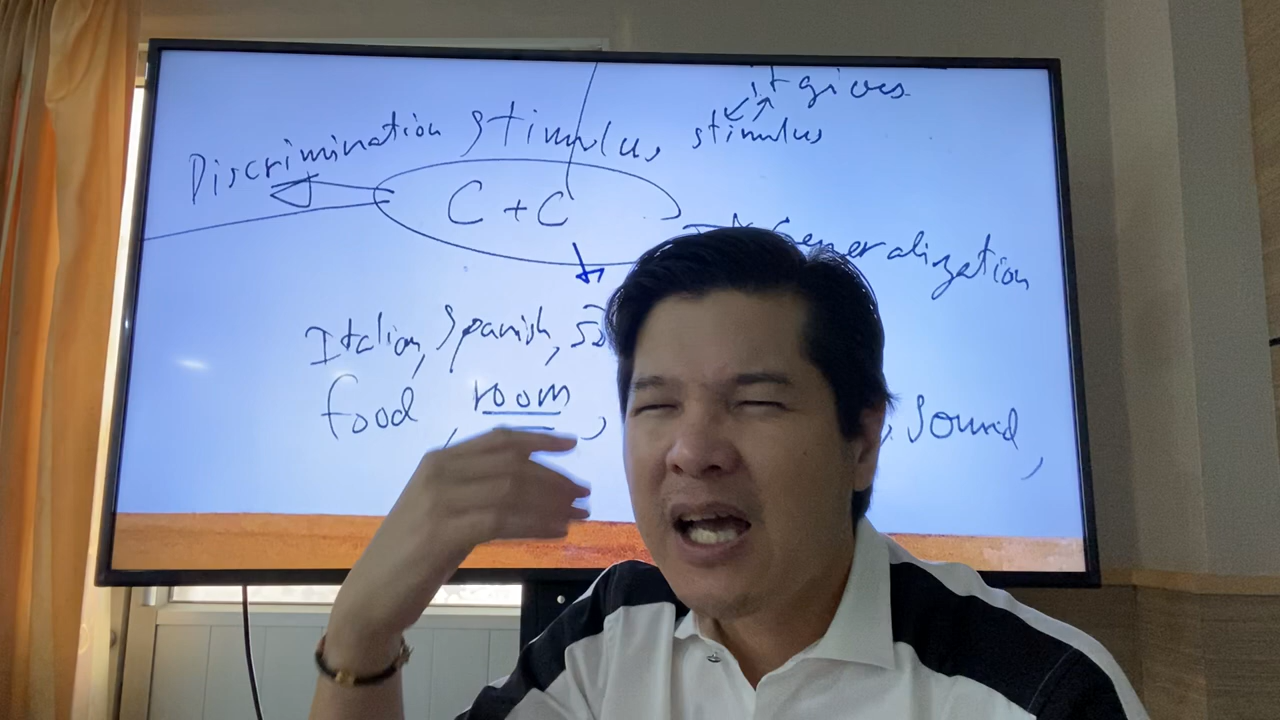 it gives
Discrimination stimulus, stimulus
C + C
Generalization
Italian, Spanish,
food, room, sound,